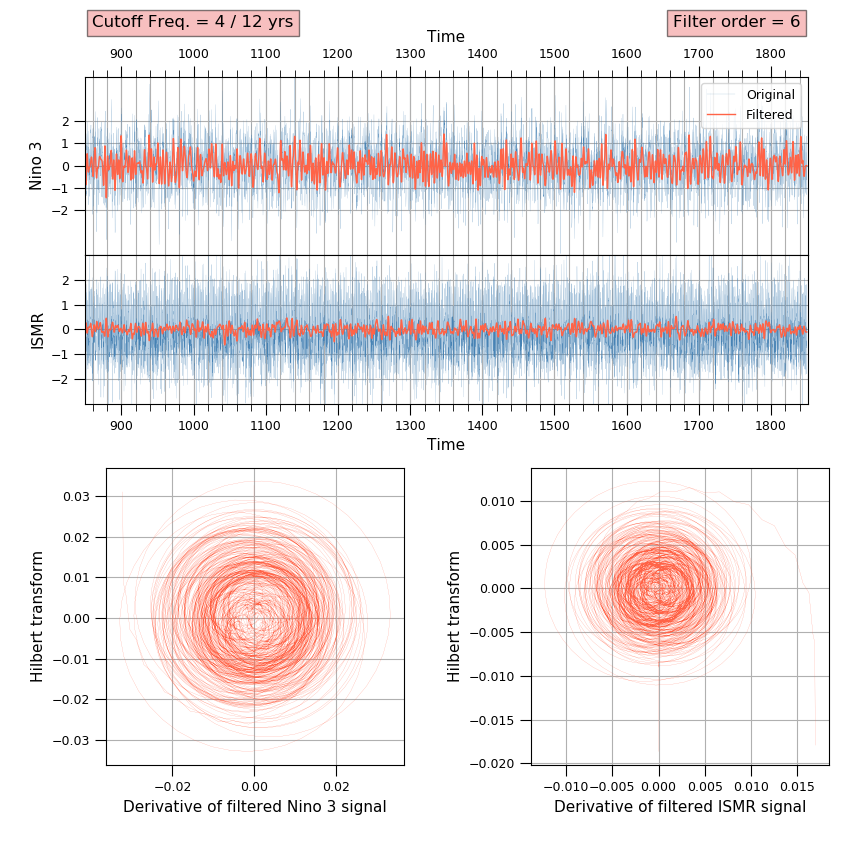 Cutoff Freq. = 4 / 12 yrs
Filter order = 6
Time
900 1000 1100 1200 1300 1400 1500 1600 1700 1800
Original
Filtered
Nino 3
2
1
0
−1
−2
ISMR
2
1
0
−1
−2
900 1000 1100 1200 1300 1400 1500 1600 1700 1800
Time
Hilbert transform
0.03
0.02
0.01
0.00
−0.01
−0.02
−0.03
−0.02 0.00 0.02
Derivative of filtered Nino 3 signal
Hilbert transform
0.010
0.005
0.000
−0.005
−0.010
−0.015
−0.020
−0.010 −0.005 0.000 0.005 0.010 0.015
Derivative of filtered ISMR signal